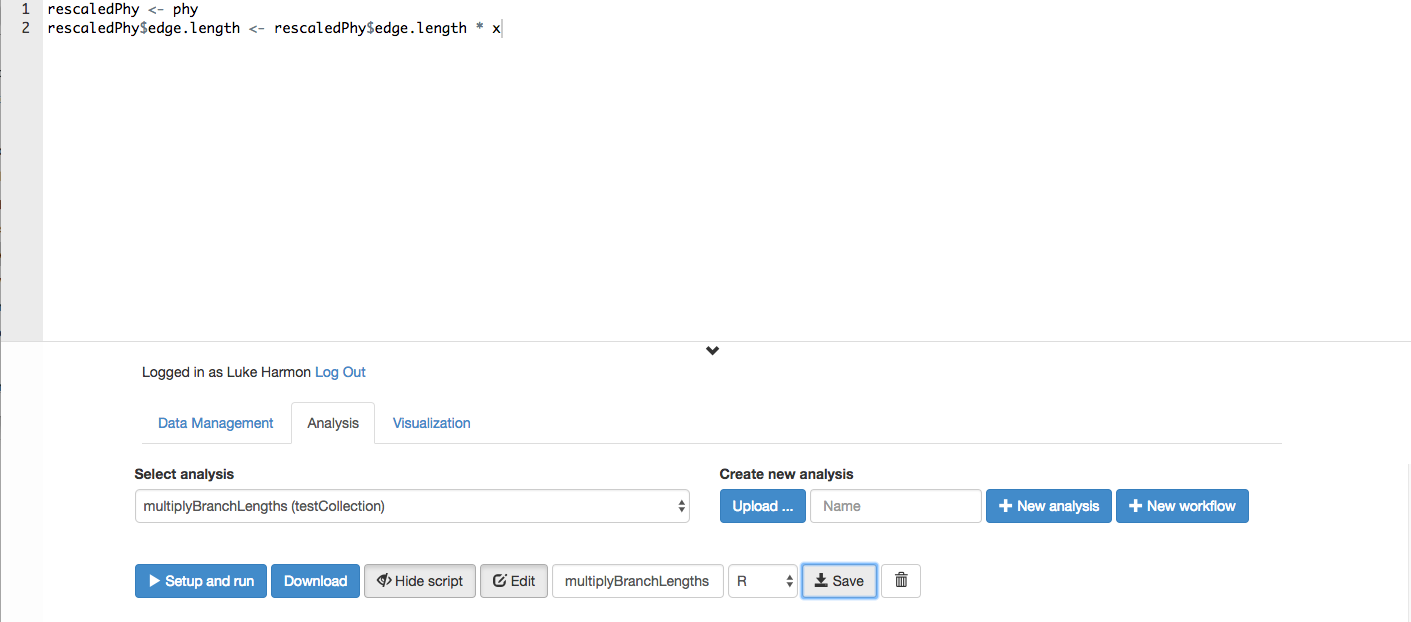 1 rescaledPhy <- phy
2 rescaledPhy$edge.length <- rescaledPhy$edge.length * x
Logged in as Luke Harmon Log Out
Data Management Analysis Visualization
Select analysis Create new analysis
multiplyBranchLengths (testCollection) Upload ... Name New analysis New workflow
Setup and run Download Hide script Edit multiplyBranchLengths R Save